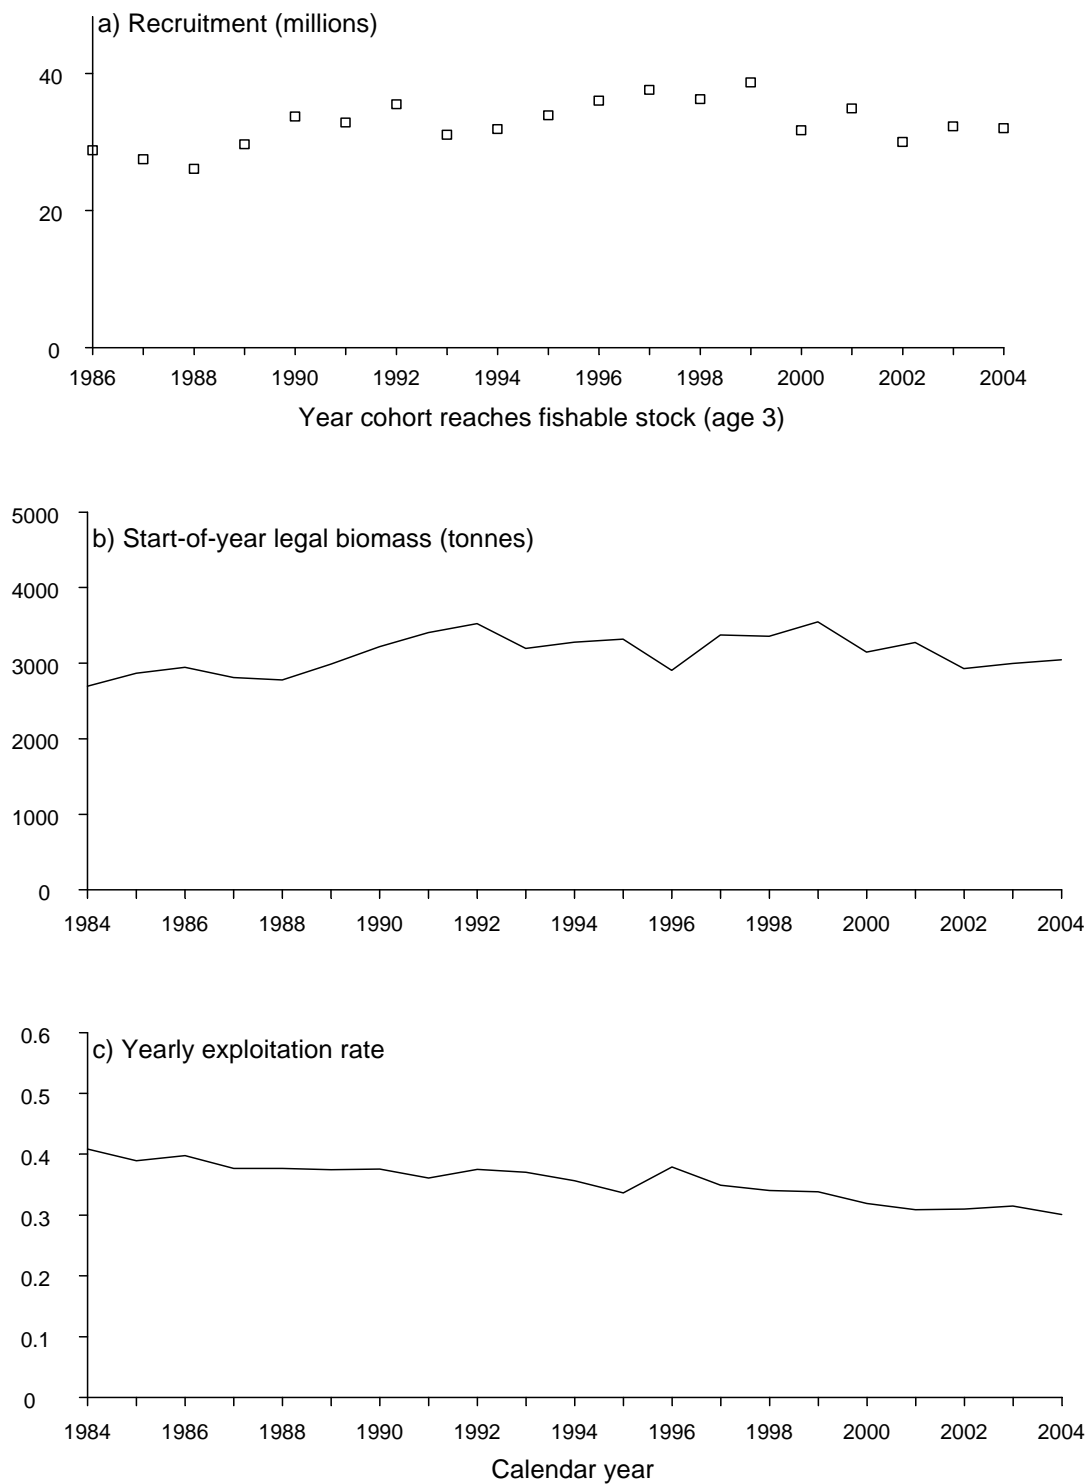 a) Recruitment (millions)
40
20
0
1986 1988 1990 1992 1994 1996 1998 2000 2002 2004
Year cohort reaches fishable stock (age 3)
5000
b) Start-of-year legal biomass (tonnes)
4000
3000
2000
1000
0
1984 1986 1988 1990 1992 1994 1996 1998 2000 2002 2004
0.6
c) Yearly exploitation rate
0.5
0.4
0.3
0.2
0.1
0
1984 1986 1988 1990 1992 1994 1996 1998 2000 2002 2004
Calendar year